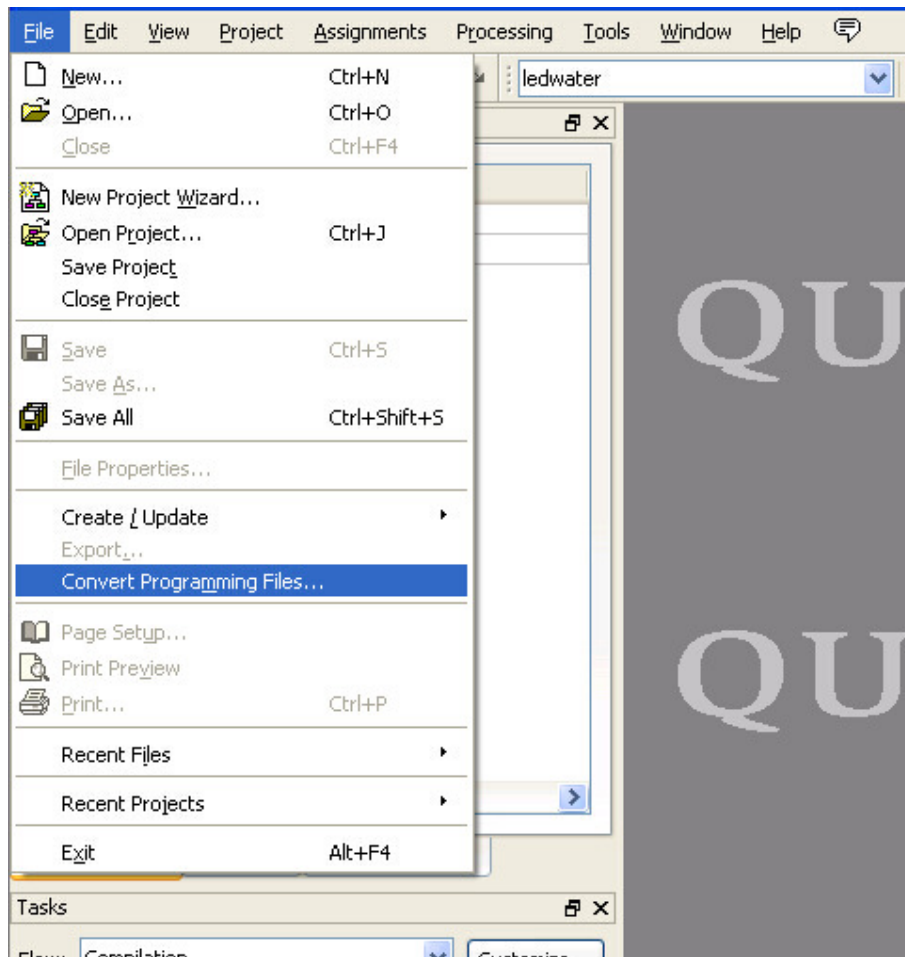 File Edit View Project Assignments Processing Tools Window Help
ledwater
New... Ctrl+N
Open... Ctrl+O
Close Ctrl+F4
New Project Wizard...
Open Project... Ctrl+J
Save Project
Close Project
Save Ctrl+S
Save As...
Save All Ctrl+Shift+S
File Properties...
Create / Update
Export...
Convert Programming Files...
Page Setup...
Print Preview
Print... Ctrl+P
Recent Files
Recent Projects
Exit Alt+F4
QU
QU
Tasks
Flow: Compilation Customize...